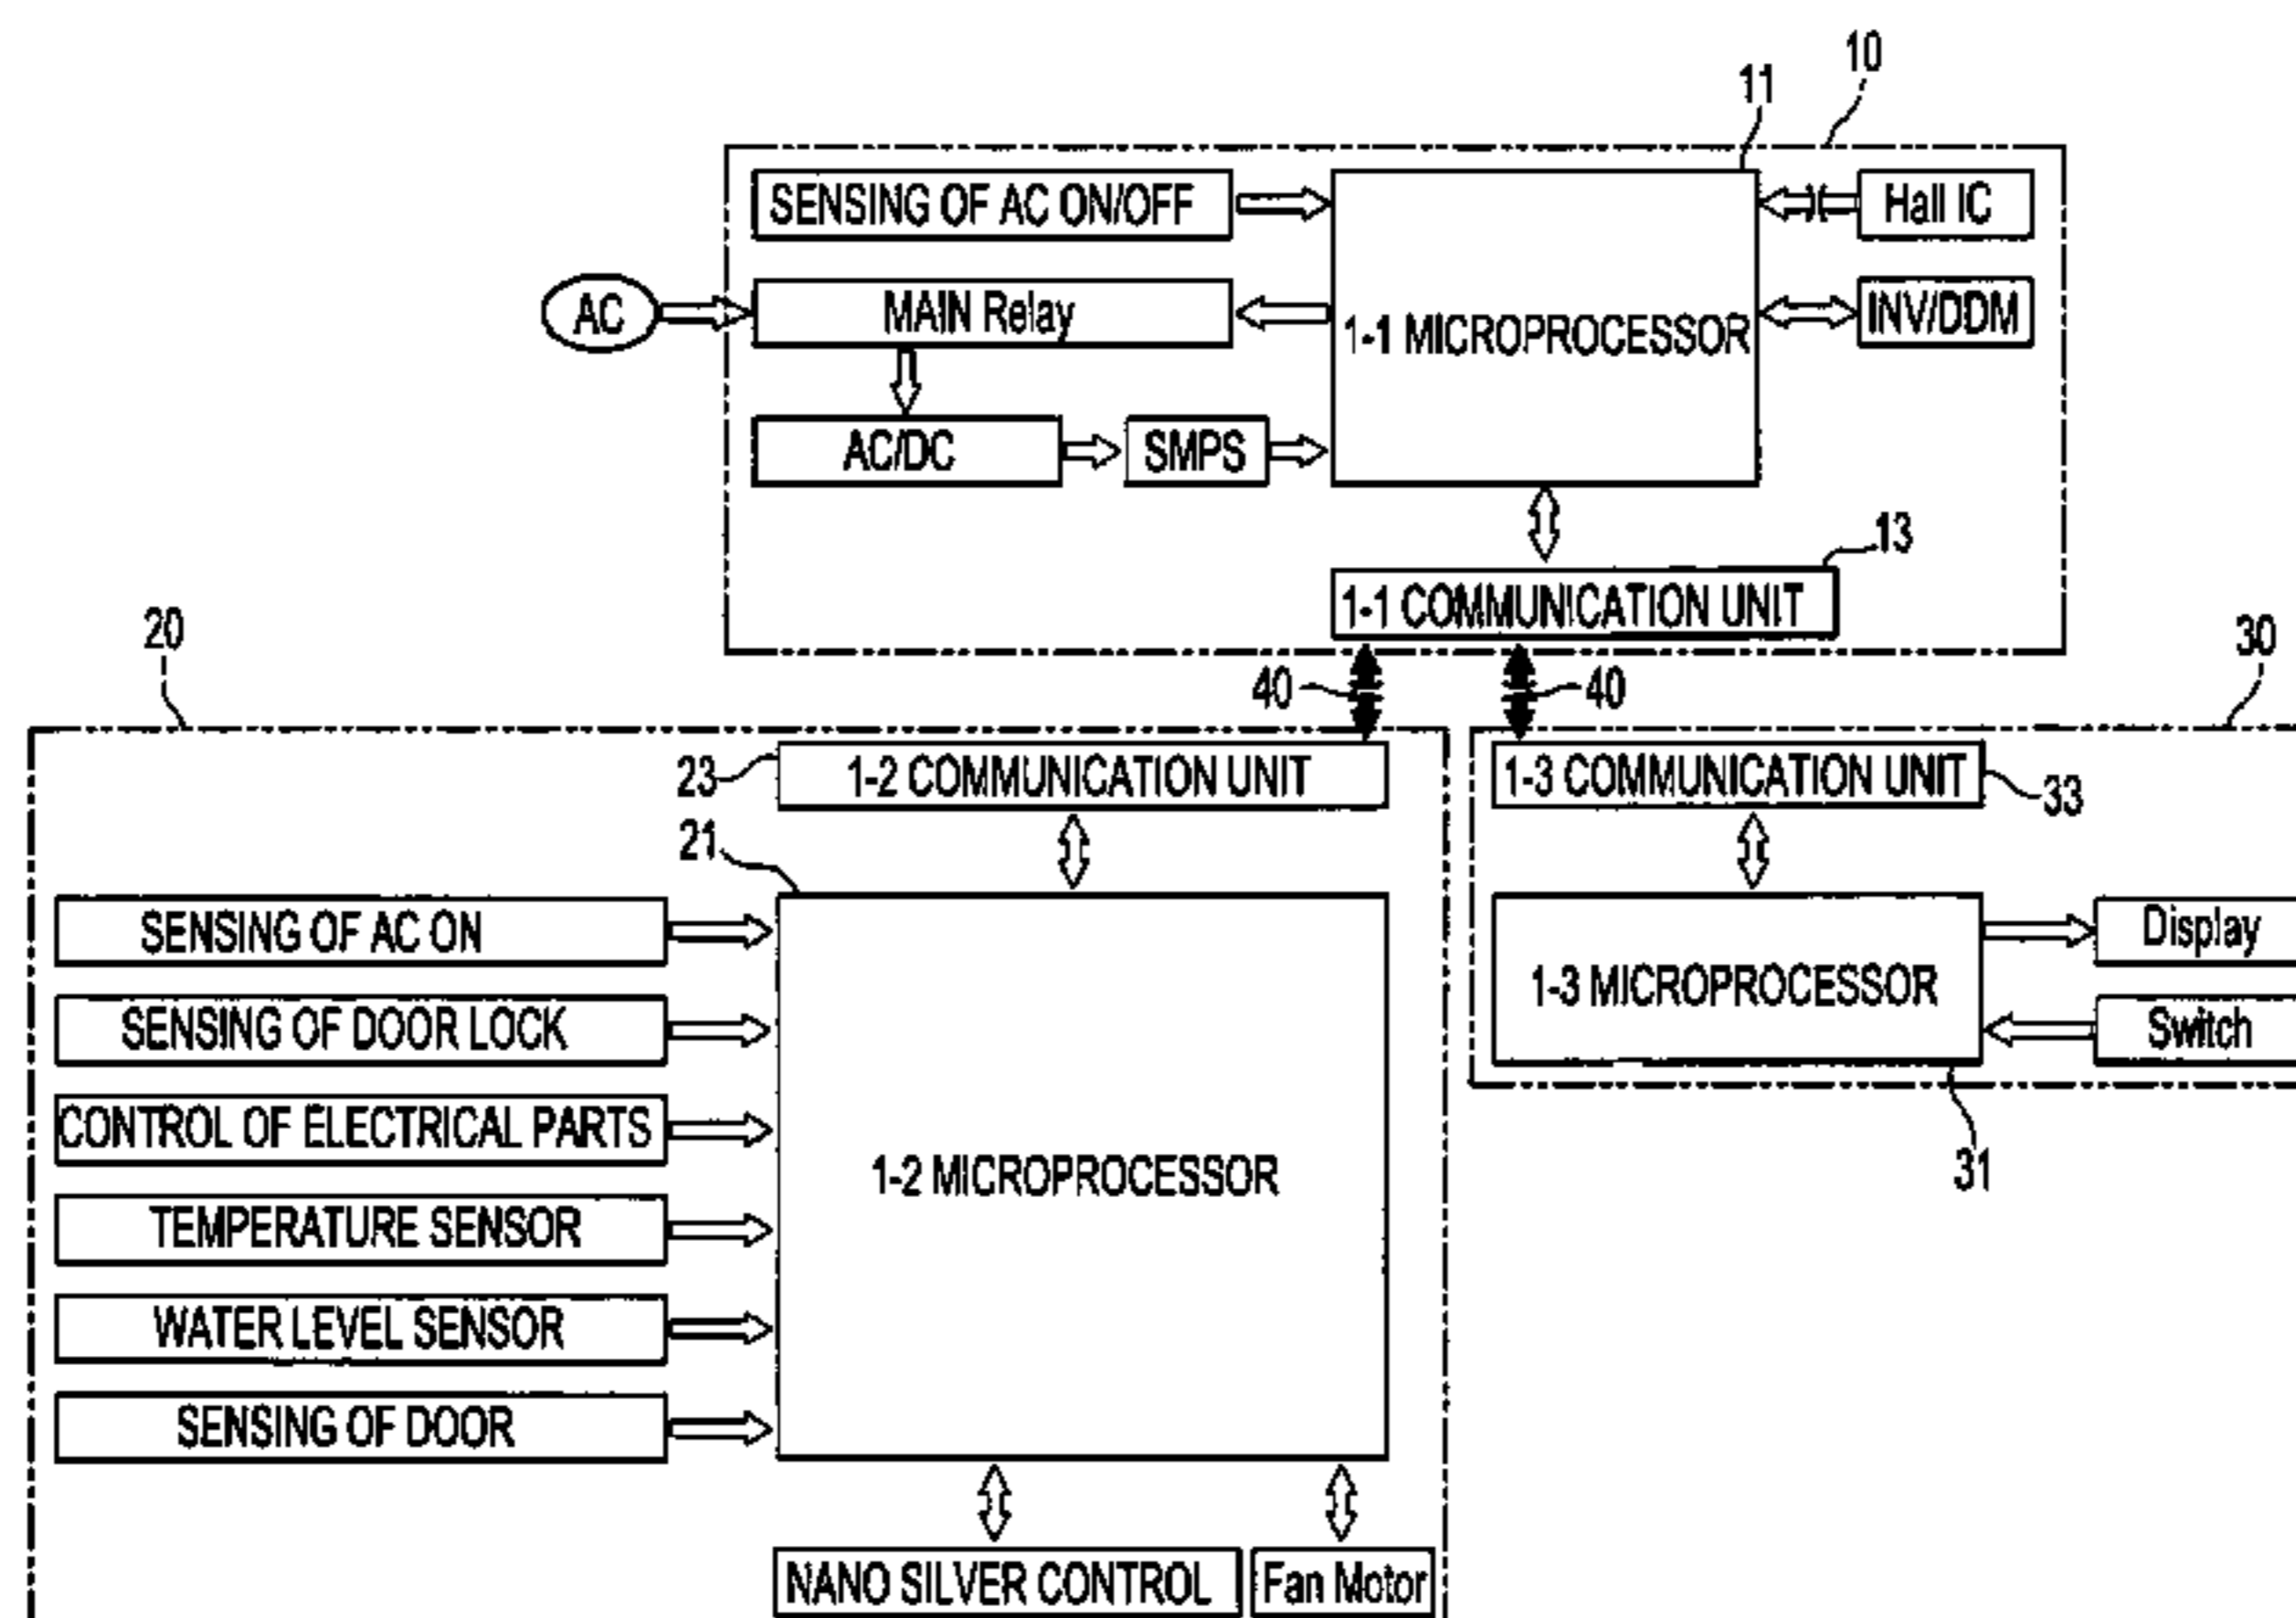 10
11
SENSING OF AC ON/OFF
Hall IC
AC
MAIN Relay
1-1 MICROPROCESSOR
INV/DDM
AC/DC
SMPS
13
1-1 COMMUNICATION UNIT
20
30
40
40
23
1-2 COMMUNICATION UNIT
1-3 COMMUNICATION UNIT
33
21
SENSING OF AC ON
Display
SENSING OF DOOR LOCK
1-3 MICROPROCESSOR
Switch
CONTROL OF ELECTRICAL PARTS
1-2 MICROPROCESSOR
31
TEMPERATURE SENSOR
WATER LEVEL SENSOR
SENSING OF DOOR
NANO SILVER CONTROL
Fan Motor